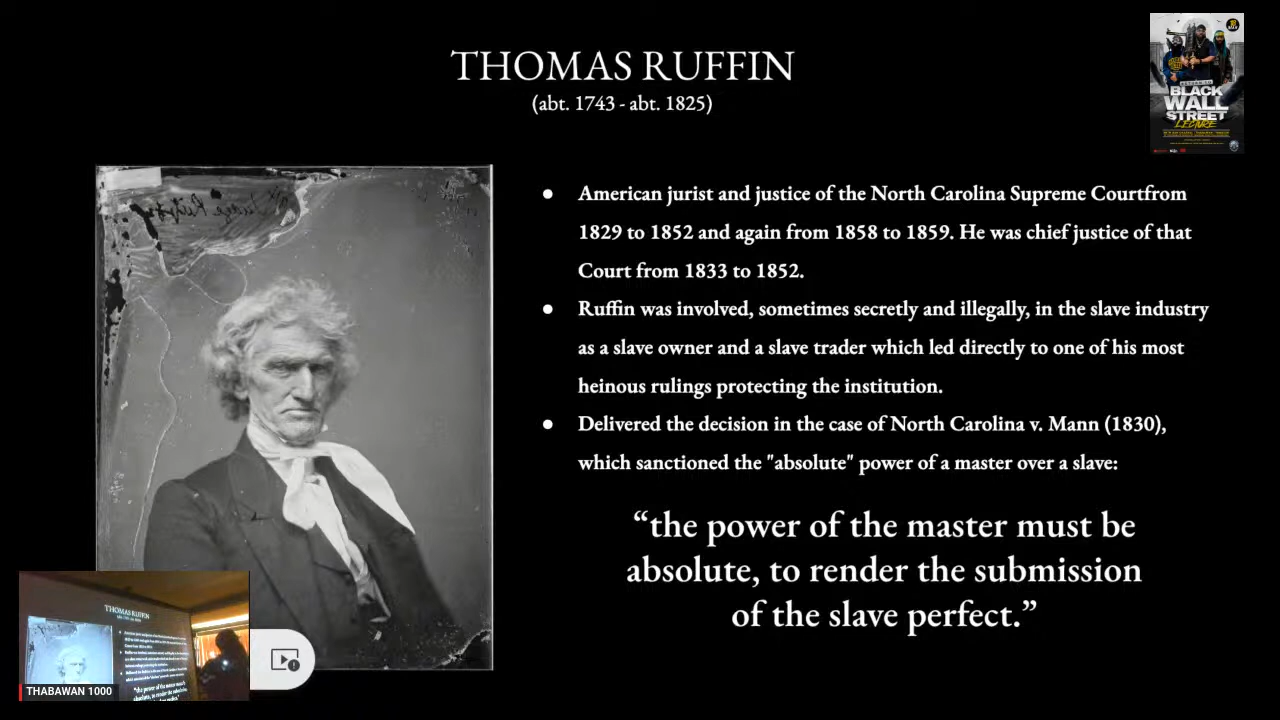 THOMAS RUFFIN
(abt. 1743 - abt. 1825)
BLACK
WALL
STREET
LECTURE
● American jurist and justice of the North Carolina Supreme Courtfrom
1829 to 1852 and again from 1858 to 1859. He was chief justice of that
Court from 1833 to 1852.
● Ruffin was involved, sometimes secretly and illegally, in the slave industry
as a slave owner and a slave trader which led directly to one of his most
heinous rulings protecting the institution.
● Delivered the decision in the case of North Carolina v. Mann (1830),
which sanctioned the "absolute" power of a master over a slave:
“the power of the master must be
absolute, to render the submission
of the slave perfect.”
THOMAS RUFFIN
THABAWAN 1000